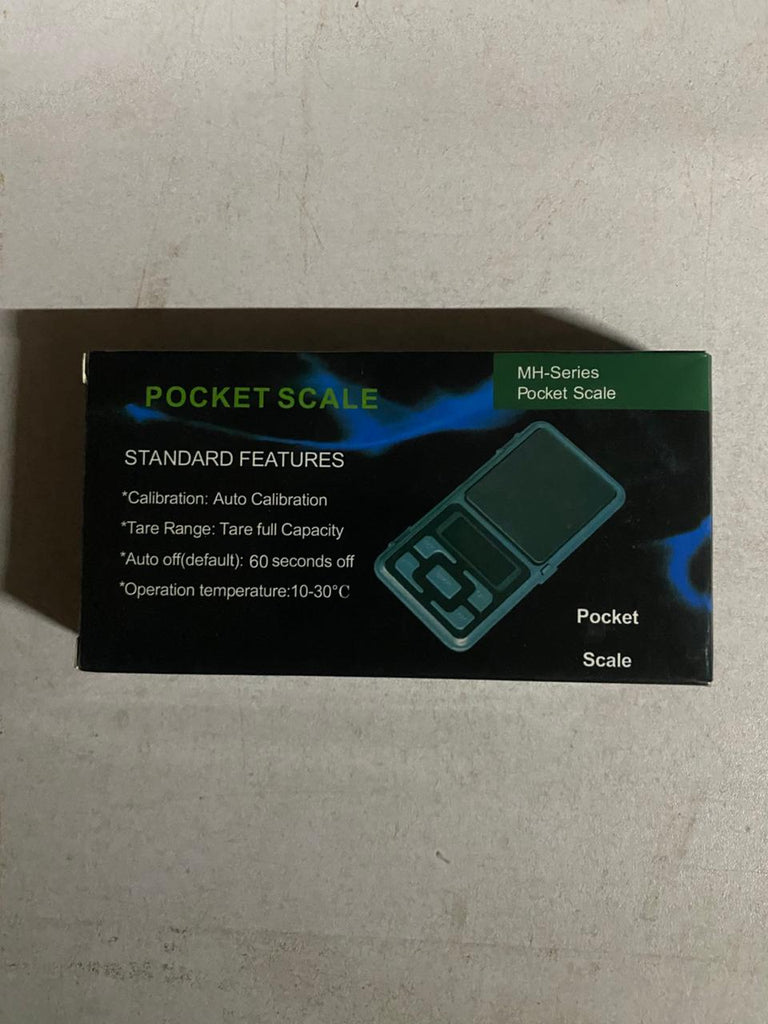 POCKET SCALE
MH-Series
Pocket Scale
STANDARD FEATURES
*Calibration: Auto Calibration
*Tare Range: Tare full Capacity
*Auto off(default): 60 seconds off
*Operation temperature:10-30°C
Pocket
Scale